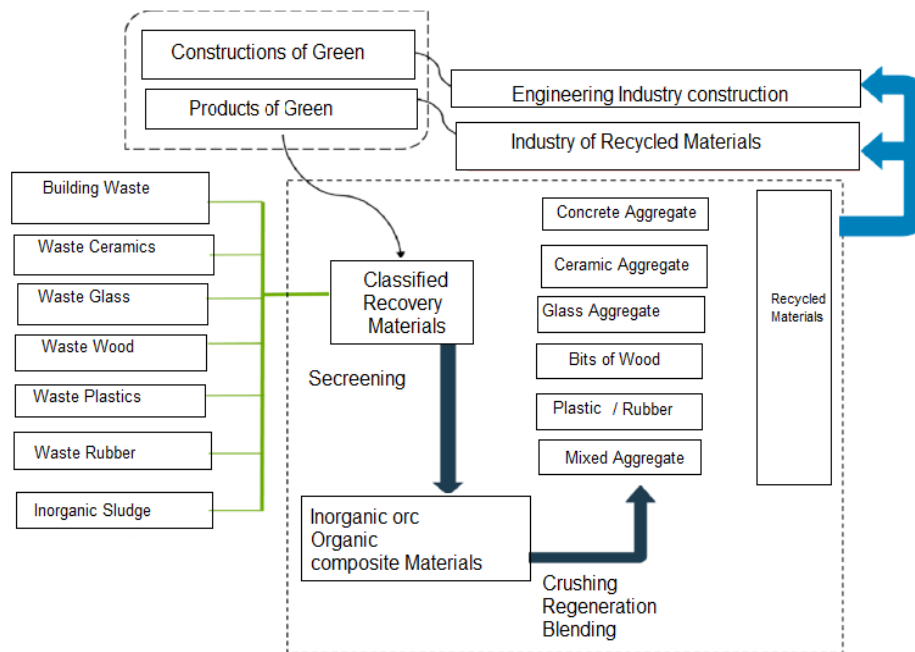 Constructions of Green
Products of Green
Engineering Industry construction
Industry of Recycled Materials
Building Waste
Waste Ceramics
Waste Glass
Waste Wood
Waste Plastics
Waste Rubber
Inorganic Sludge
Classified
Recovery
Materials
Secreening
Inorganic orc
Organic
composite Materials
Crushing
Regeneration
Blending
Concrete Aggregate
Ceramic Aggregate
Glass Aggregate
Bits of Wood
Plastic / Rubber
Mixed Aggregate
Recycled
Materials